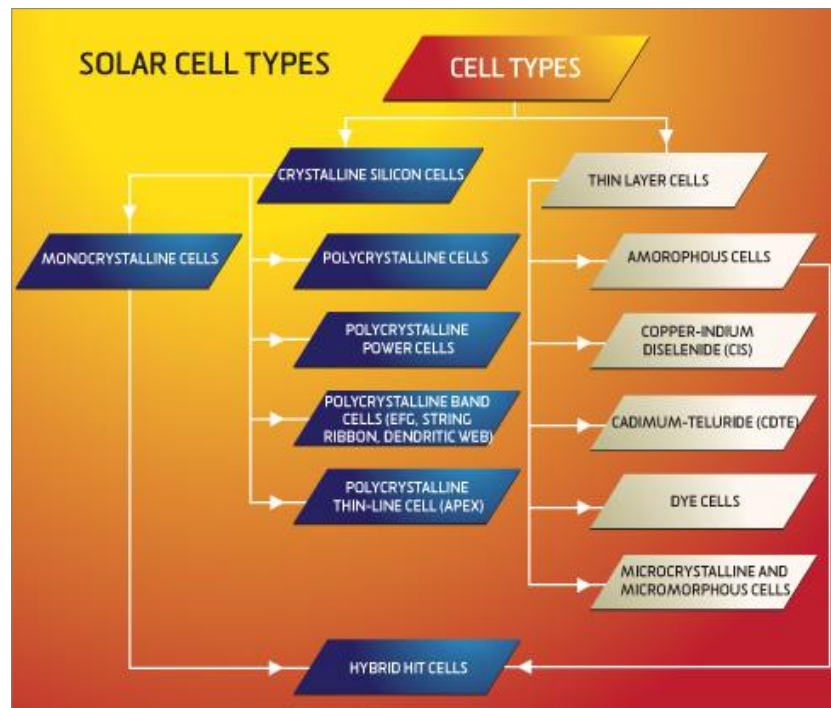 SOLAR CELL TYPES
CELL TYPES
CRYSTALLINE SILICON CELLS
THIN LAYER CELLS
MONOCRYSTALLINE CELLS
POLYCRYSTALLINE CELLS
AMOROPHOUS CELLS
POLYCRYSTALLINE
POWER CELLS
COPPER-INDIUM
DISELENIDE (CIS)
POLYCRYSTALLINE BAND
CELLS (EFG, STRING
RIBBON, DENDRITIC WEB)
CADIMUM-TELURIDE (CDTE)
POLYCRYSTALLINE
THIN-LINE CELL (APEX)
DYE CELLS
MICROCRYSTALLINE AND
MICROMORPHOUS CELLS
HYBRID HIT CELLS